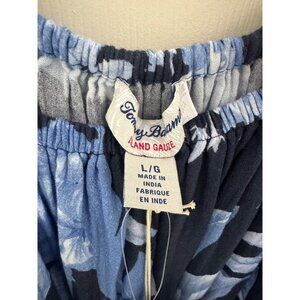 Tommy Bahama
ISLAND GAUZE
L/G
MADE IN
INDIA
FABRIQUE
EN INDE